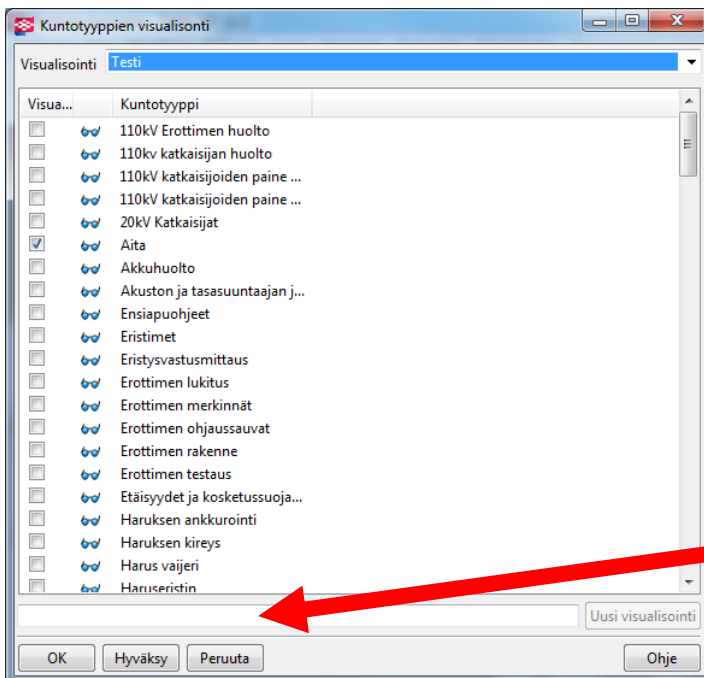 Kuntotyyppien visualisonti
Visualisointi Testi
Visua... Kuntotyyppi
110kV Erottimen huolto
110kv katkaisijan huolto
110kV katkaisijoiden paine ...
110kV katkaisijoiden paine ...
20kV Katkaisijat
Aita
Akkuhuolto
Akuston ja tasasuuntaajan j...
Ensiapuohjeet
Eristimet
Eristysvastusmittaus
Erottimen lukitus
Erottimen merkinnät
Erottimen ohjaussauvat
Erottimen rakenne
Erottimen testaus
Etäisyydet ja kosketussuoja...
Haruksen ankkurointi
Haruksen kireys
Harus vaijeri
Haruseristin
Uusi visualisointi
OK Hyväksy Peruuta Ohje